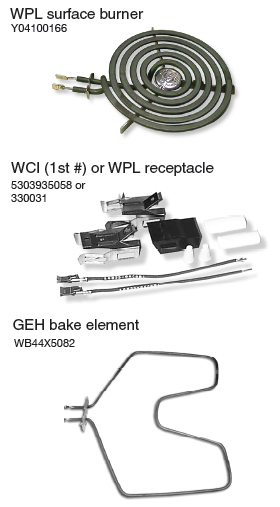 WPL surface burner
Y04100166
WCI (1st #) or WPL receptacle
5303935058 or
330031
GEH bake element
WB44X5082